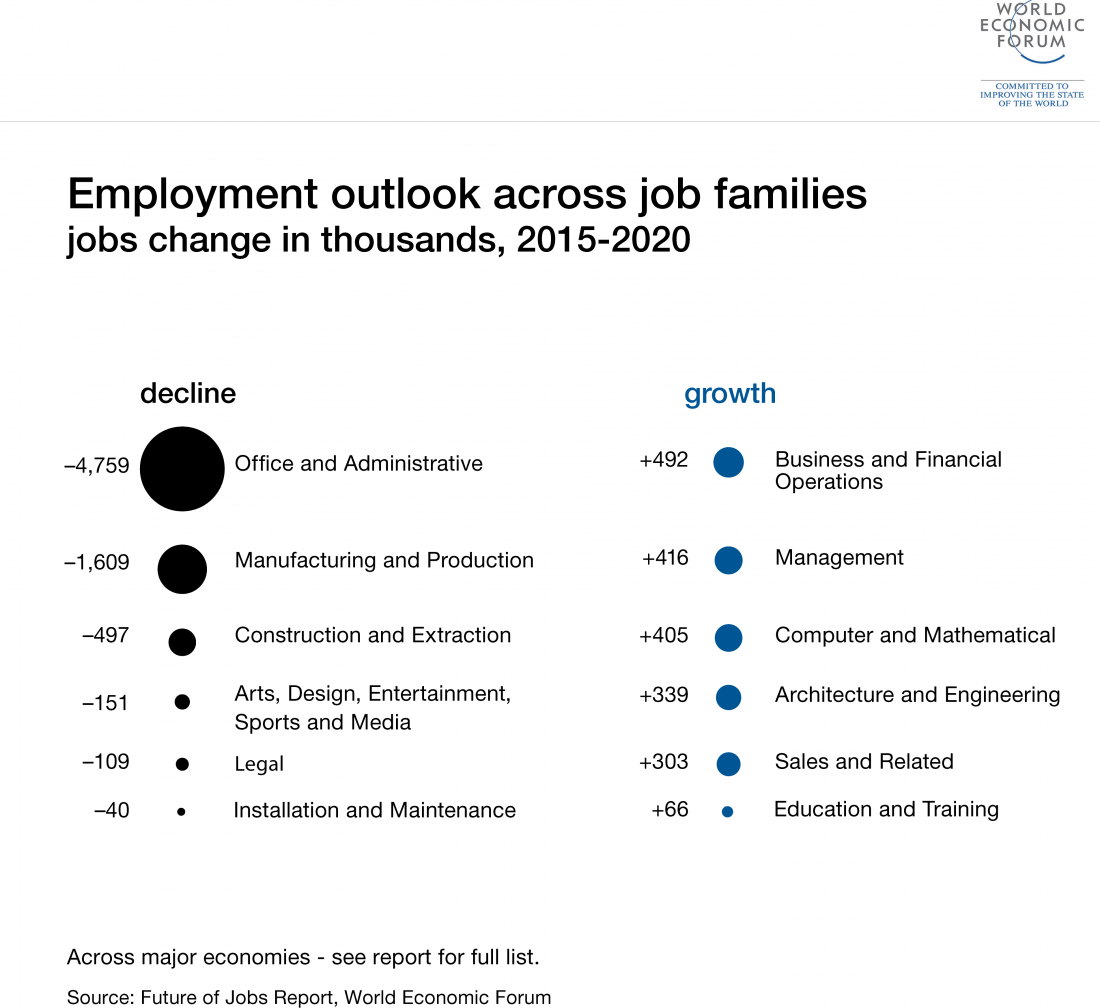 WORLD
ECONOMIC
FORUM
COMMITTED TO
IMPROVING THE STATE
OF THE WORLD
Employment outlook across job families
jobs change in thousands, 2015-2020
decline
–4,759 Office and Administrative
–1,609 Manufacturing and Production
–497 Construction and Extraction
–151 Arts, Design, Entertainment,
Sports and Media
–109 Legal
–40 Installation and Maintenance
growth
+492 Business and Financial
Operations
+416 Management
+405 Computer and Mathematical
+339 Architecture and Engineering
+303 Sales and Related
+66 Education and Training
Across major economies - see report for full list.
Source: Future of Jobs Report, World Economic Forum